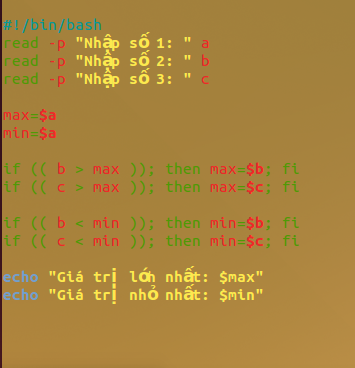 #!/bin/bash
read -p "Nhập số 1: " a
read -p "Nhập số 2: " b
read -p "Nhập số 3: " c
max=$a
min=$a
if (( b > max )); then max=$b; fi
if (( c > max )); then max=$c; fi
if (( b < min )); then min=$b; fi
if (( c < min )); then min=$c; fi
echo "Giá trị lớn nhất: $max"
echo "Giá trị nhỏ nhất: $min"